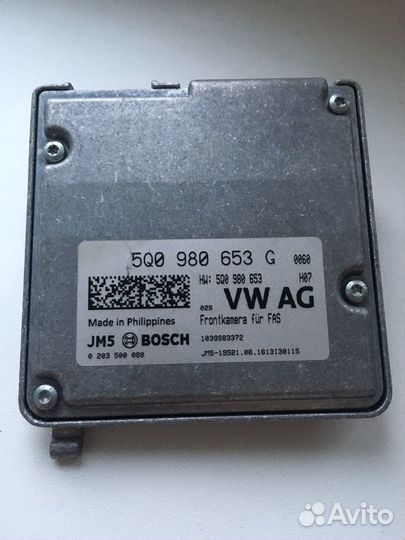 5Q0 980 653 G 0060
HW: 5Q0 980 653 H07
02S VW AG
Made in Philippines Frontkamera für FAS
JM5 BOSCH 1039S83372
0 203 500 080 JM5-19521.08.1613I30115
Avito